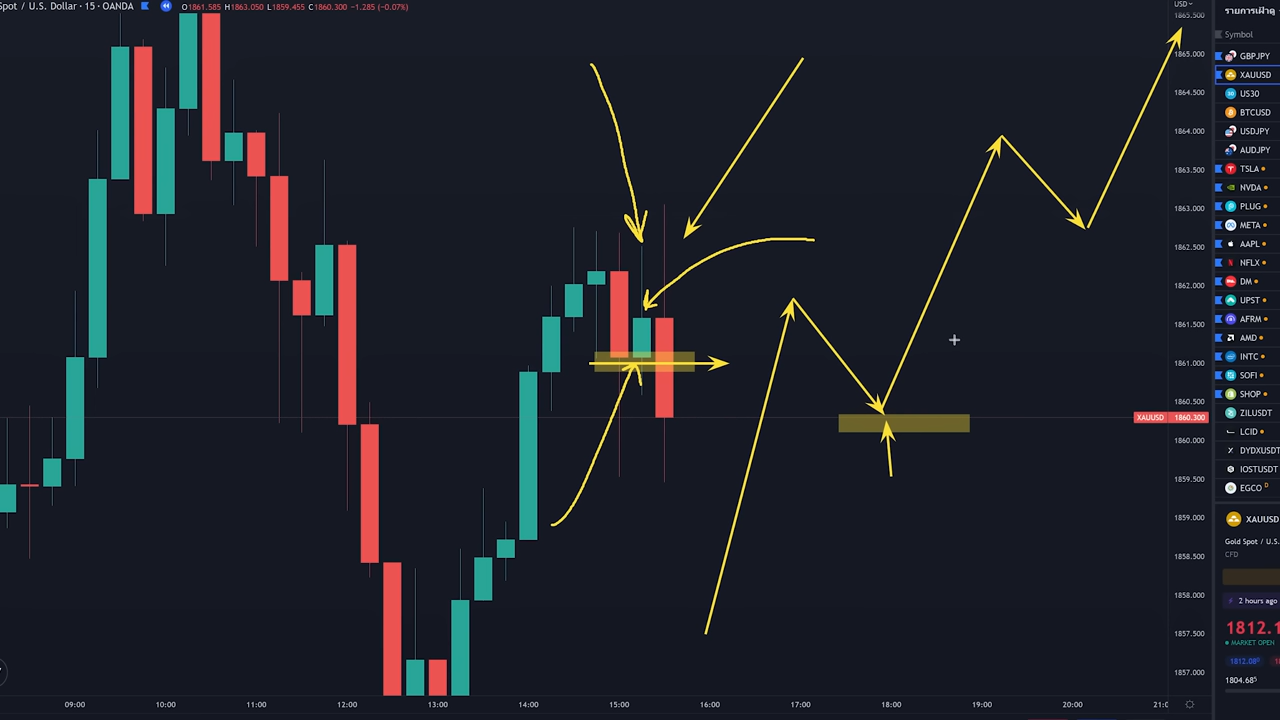 Spot / U.S. Dollar · 15 · OANDA O1861.585 H1863.050 L1859.455 C1860.300 −1.285 (−0.07%)
USD
1865.500
1865.000
1864.500
1864.000
1863.500
1863.000
1862.500
1862.000
1861.500
1861.000
1860.500
XAUUSD 1860.300
1860.000
1859.500
1859.000
1858.500
1858.000
1857.500
1857.000
09:00 10:00 11:00 12:00 13:00 14:00 15:00 16:00 17:00 18:00 19:00 20:00 21:0
รายการเฝ้าดู
Symbol
GBPJPY
XAUUSD
US30
BTCUSD
USDJPY
AUDJPY
TSLA
NVDA
PLUG
META
AAPL
NFLX
DM
UPST
AFRM
AMD
INTC
SOFI
SHOP
ZILUSDT
LCID
DYDXUSDT
IOSTUSDT
EGCO D
XAUUSD
Gold Spot / U.S.
CFD
2 hours ago
1812.1
MARKET OPEN
1812.08⁰
1804.68⁵